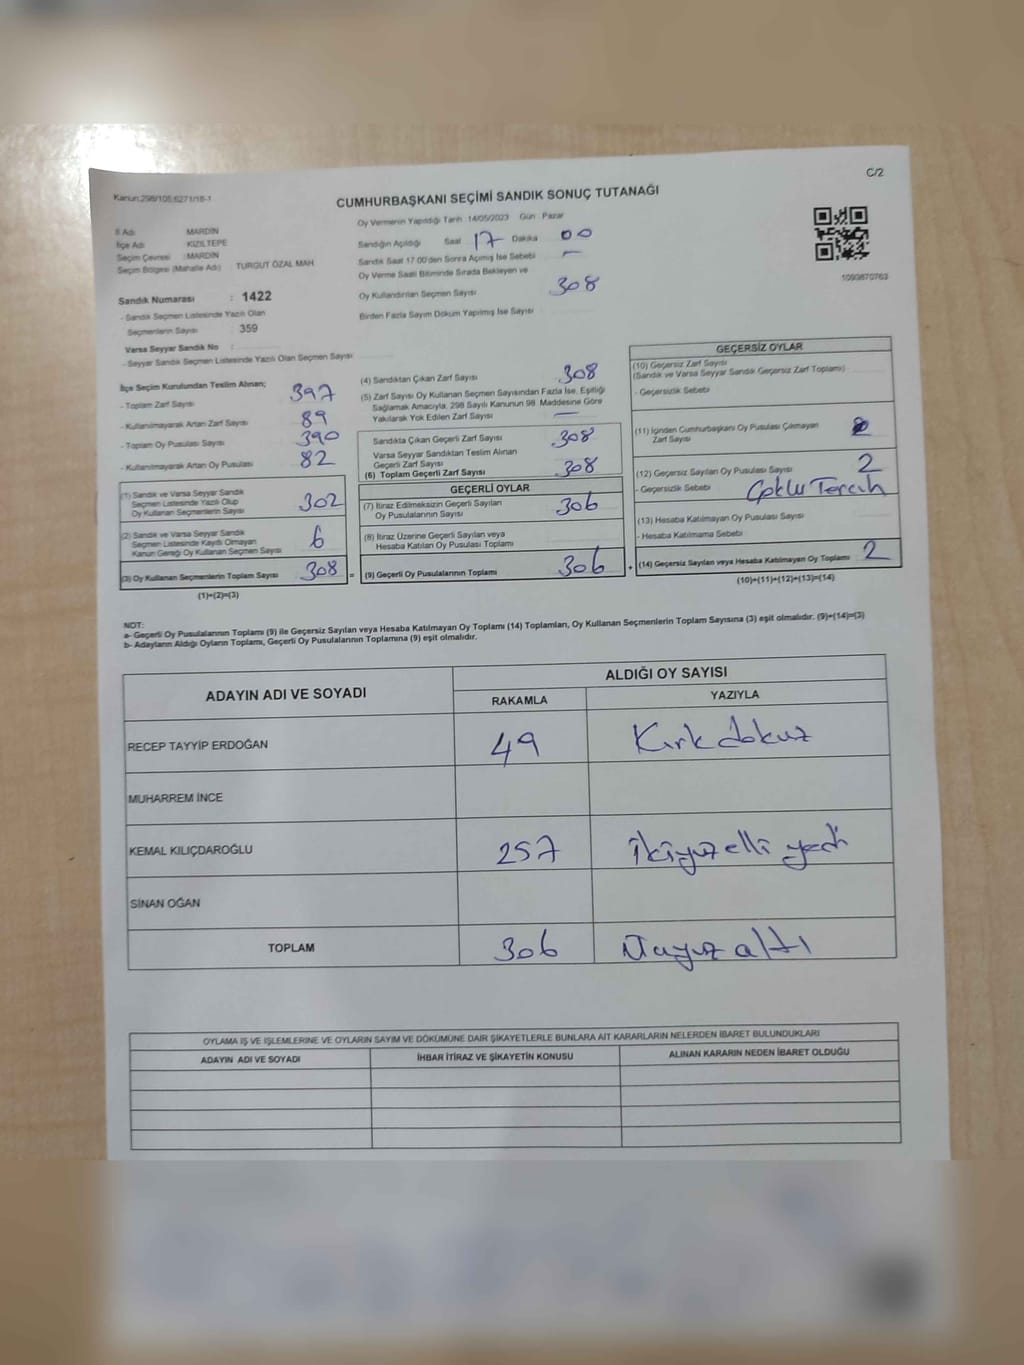 C/2
Kanun:298/105,6271/18-1
CUMHURBAŞKANI SEÇİMİ SANDIK SONUÇ TUTANAĞI
İl Adı MARDİN
İlçe Adı KIZILTEPE
Seçim Çevresi :MARDİN
Seçim Bölgesi (Mahalle Adı) : TURGUT ÖZAL MAH
Sandık Numarası : 1422
- Sandık Seçmen Listesinde Yazılı Olan
Seçmenlerin Sayısı : 359
Varsa Seyyar Sandık No :
- Seyyar Sandık Seçmen Listesinde Yazılı Olan Seçmen Sayısı
Oy Vermenin Yapıldığı Tarih 14/05/2023 Gün : Pazar
Sandığın Açıldığı Saat 17 Dakika 00
Sandık Saat 17:00'den Sonra Açımış İse Sebebi —
Oy Verme Saati Bitiminde Sırada Bekleyen ve
Oy Kullandırılan Seçmen Sayısı 308
Birden Fazla Sayım Döküm Yapılmış İse Sayısı
1093870763
İlçe Seçim Kurulundan Teslim Alınan;
- Toplam Zarf Sayısı 397
- Kullanılmayarak Artan Zarf Sayısı 89
- Toplam Oy Pusulası Sayısı 390
- Kullanılmayarak Artan Oy Pusulası 82
(1) Sandık ve Varsa Seyyar Sandık
Seçmen Listesinde Yazılı Olup
Oy Kullanan Seçmenlerin Sayısı 302
(2) Sandık ve Varsa Seyyar Sandık
Seçmen Listesinde Kayıtlı Olmayan
Kanun Gereği Oy Kullanan Seçmen Sayısı 6
(3) Oy Kullanan Seçmenlerin Toplam Sayısı 308 =
(1)+(2)=(3)
(4) Sandıktan Çıkan Zarf Sayısı 308
(5) Zarf Sayısı Oy Kullanan Seçmen Sayısından Fazla İse, Eşitliği
Sağlamak Amacıyla, 298 Sayılı Kanunun 98. Maddesine Göre
Yakılarak Yok Edilen Zarf Sayısı —
Sandıkta Çıkan Geçerli Zarf Sayısı 308
Varsa Seyyar Sandıktan Teslim Alınan
Geçerli Zarf Sayısı
(6) Toplam Geçerli Zarf Sayısı 308
GEÇERLİ OYLAR
(7) İtiraz Edilmeksizin Geçerli Sayılan
Oy Pusulalarının Sayısı 306
(8) İtiraz Üzerine Geçerli Sayılan veya
Hesaba Katılan Oy Pusulası Toplamı
(9) Geçerli Oy Pusulalarının Toplamı 306 +
GEÇERSİZ OYLAR
(10) Geçersiz Zarf Sayısı
(Sandık ve Varsa Seyyar Sandık Geçersiz Zarf Toplamı)
- Geçersizlik Sebebi
(11) İçinden Cumhurbaşkanı Oy Pusulası Çıkmayan
Zarf Sayısı
(12) Geçersiz Sayılan Oy Pusulası Sayısı 2
- Geçersizlik Sebebi Çoklu Tercih
(13) Hesaba Katılmayan Oy Pusulası Sayısı
- Hesaba Katılmama Sebebi
(14) Geçersiz Sayılan veya Hesaba Katılmayan Oy Toplamı 2
(10)+(11)+(12)+(13)=(14)
NOT:
a- Geçerli Oy Pusulalarının Toplamı (9) ile Geçersiz Sayılan veya Hesaba Katılmayan Oy Toplamı (14) Toplamları, Oy Kullanan Seçmenlerin Toplam Sayısına (3) eşit olmalıdır. (9)+(14)=(3)
b- Adayların Aldığı Oyların Toplamı, Geçerli Oy Pusulalarının Toplamına (9) eşit olmalıdır.
ADAYIN ADI VE SOYADI ALDIĞI OY SAYISI
RAKAMLA YAZIYLA
RECEP TAYYİP ERDOĞAN 49 Kırkdokuz
MUHARREM İNCE
KEMAL KILIÇDAROĞLU 257 İkiyüz elli yedi
SİNAN OĞAN
TOPLAM 306 Üçyüz altı
OYLAMA İŞ VE İŞLEMLERİNE VE OYLARIN SAYIM VE DÖKÜMÜNE DAİR ŞİKAYETLERLE BUNLARA AİT KARARLARIN NELERDEN İBARET BULUNDUKLARI
ADAYIN ADI VE SOYADI İHBAR İTİRAZ VE ŞİKAYETİN KONUSU ALINAN KARARIN NEDEN İBARET OLDUĞU